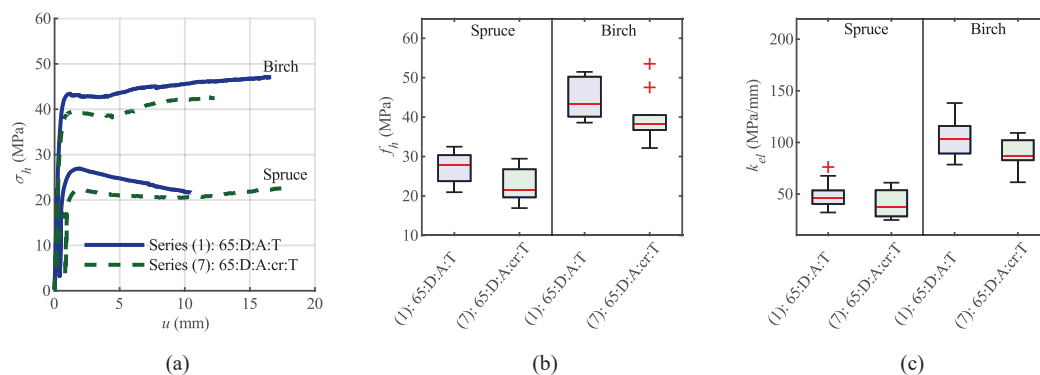 60
50
40
30
20
10
0
σh (MPa)
Birch
Spruce
Series (1): 65:D:A:T
Series (7): 65:D:A:cr:T
0 5 10 15 20
u (mm)
(a)
65
60
50
40
30
20
10
fh (MPa)
Spruce Birch
(1): 65:D:A:T
(7): 65:D:A:cr:T
(1): 65:D:A:T
(7): 65:D:A:cr:T
(b)
220
200
150
100
50
10
kel (MPa/mm)
Spruce Birch
(1): 65:D:A:T
(7): 65:D:A:cr:T
(1): 65:D:A:T
(7): 65:D:A:cr:T
(c)